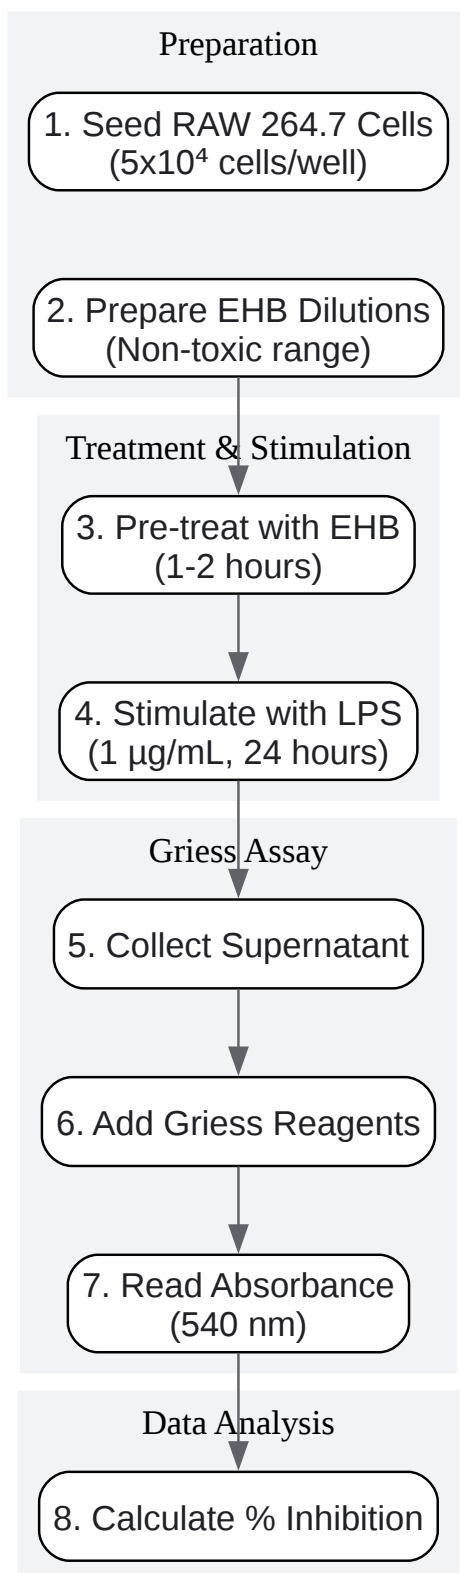 Preparation
1. Seed RAW 264.7 Cells
(5x10⁴ cells/well)
2. Prepare EHB Dilutions
(Non-toxic range)
Treatment & Stimulation
3. Pre-treat with EHB
(1-2 hours)
4. Stimulate with LPS
(1 µg/mL, 24 hours)
Griess Assay
5. Collect Supernatant
6. Add Griess Reagents
7. Read Absorbance
(540 nm)
Data Analysis
8. Calculate % Inhibition